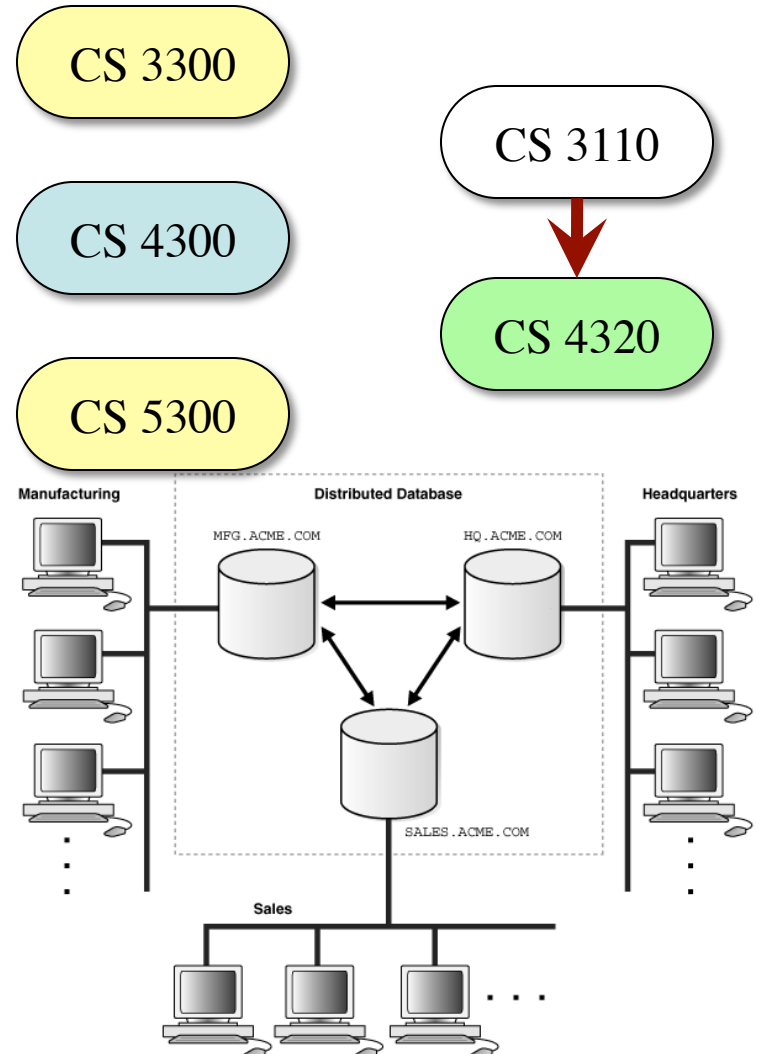 CS 3300
CS 3110
CS 4300
CS 4320
CS 5300
Manufacturing
Distributed Database
Headquarters
MFG.ACME.COM
HQ.ACME.COM
SALES.ACME.COM
Sales